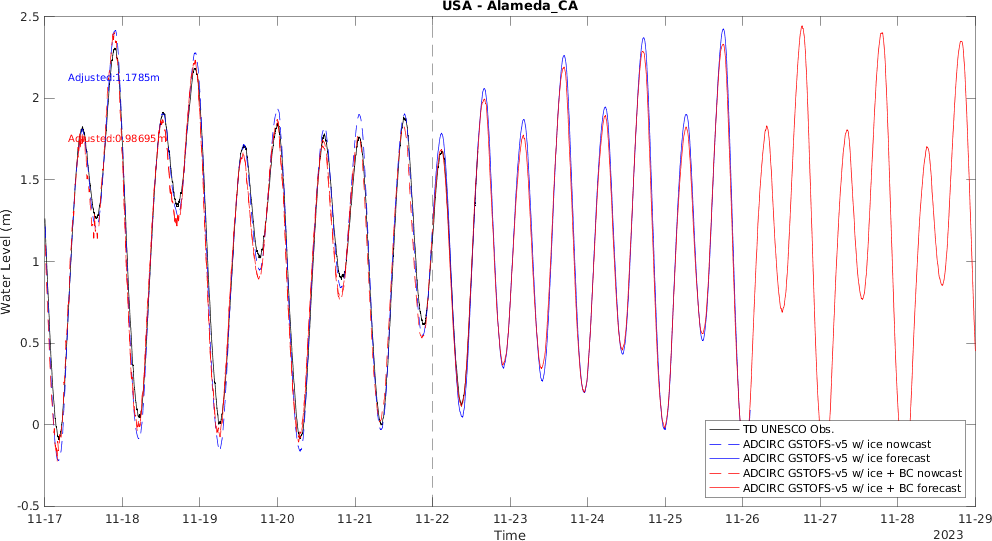 USA - Alameda_CA
2.5
2
1.5
1
0.5
0
-0.5
Water Level (m)
Adjusted:1.1785m
Adjusted:0.98695m
TD UNESCO Obs.
ADCIRC GSTOFS-v5 w/ ice nowcast
ADCIRC GSTOFS-v5 w/ ice forecast
ADCIRC GSTOFS-v5 w/ ice + BC nowcast
ADCIRC GSTOFS-v5 w/ ice + BC forecast
11-17 11-18 11-19 11-20 11-21 11-22 11-23 11-24 11-25 11-26 11-27 11-28 11-29
Time
2023